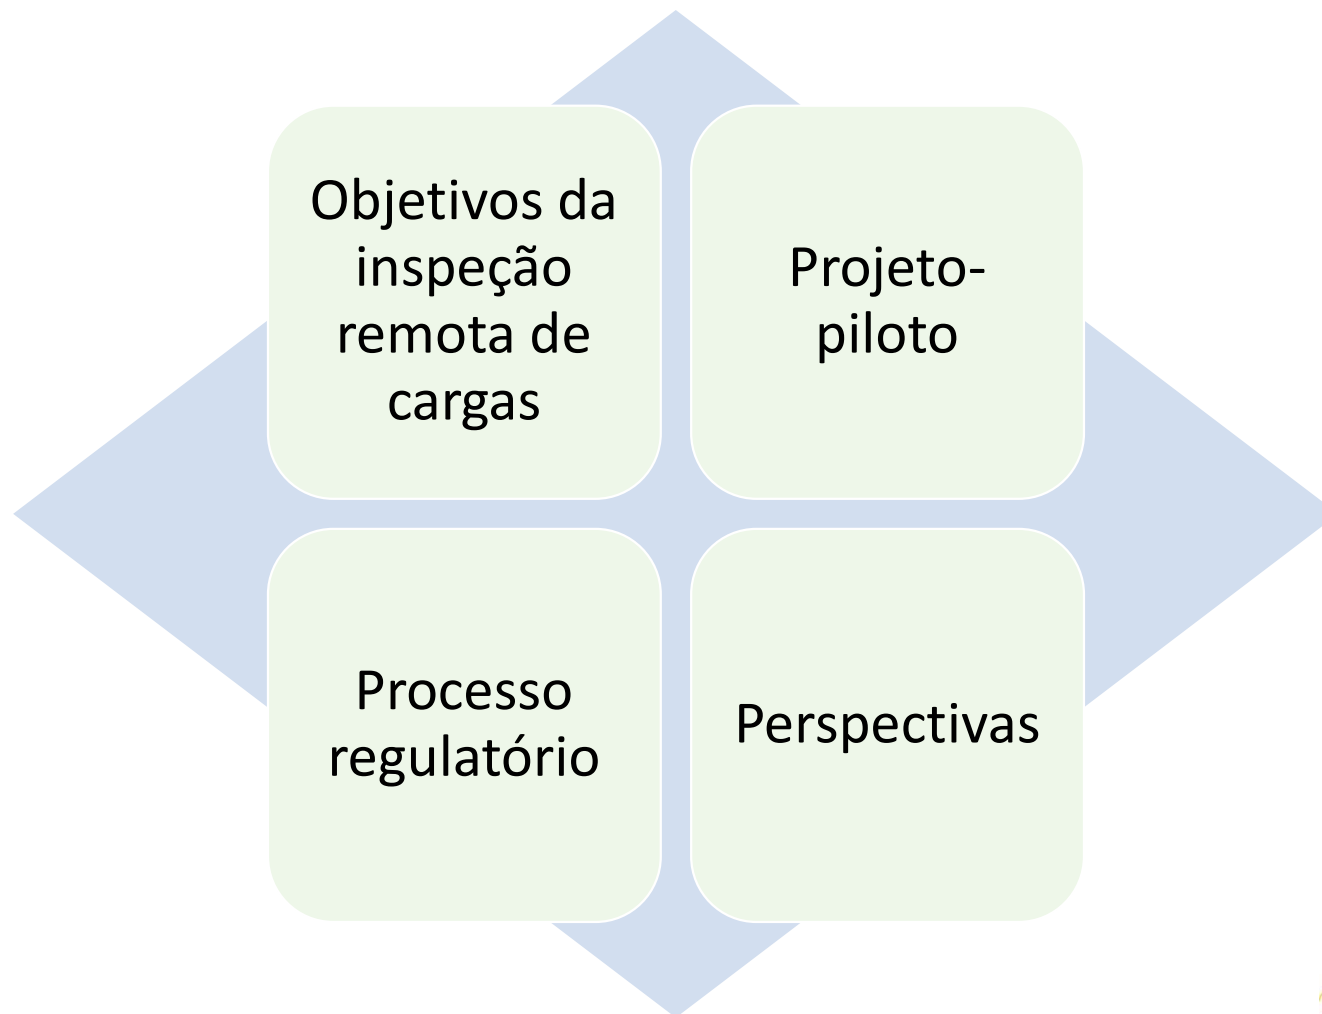 Objetivos da
inspeção
remota de
cargas
Projeto-
piloto
Processo
regulatório
Perspectivas